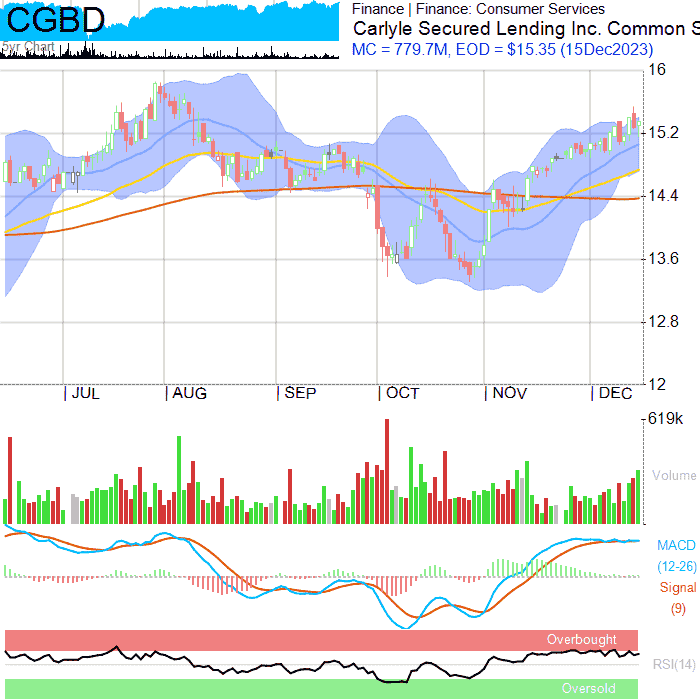 CGBD
5yr Chart
Finance | Finance: Consumer Services
Carlyle Secured Lending Inc. Common S
MC = 779.7M, EOD = $15.35 (15Dec2023)
16
15.2
14.4
13.6
12.8
12
| JUL | AUG | SEP | OCT | NOV | DEC
619k
Volume
MACD
(12-26)
Signal
(9)
Overbought
RSI(14)
Oversold